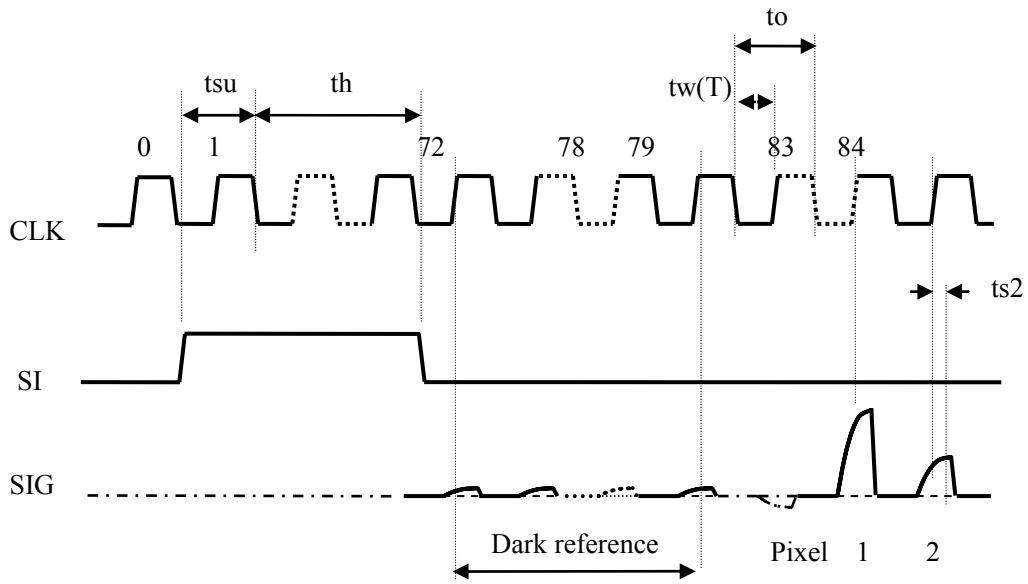 to
tsu
th
tw(T)
0 1 72 78 79 83 84
CLK
ts2
SI
SIG
Dark reference
Pixel 1 2